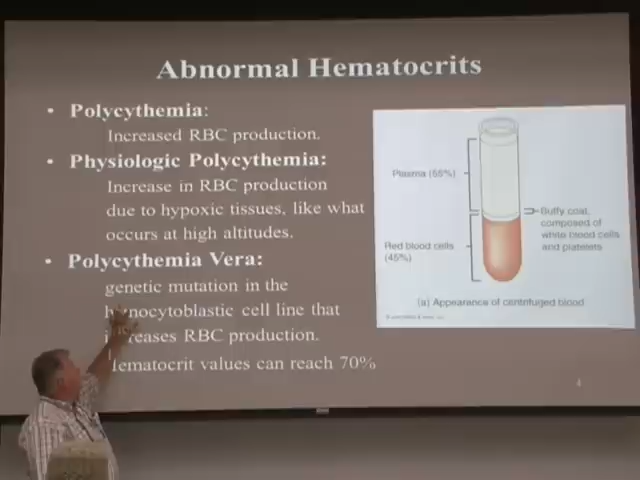 Abnormal Hematocrits
• Polycythemia:
Increased RBC production.
• Physiologic Polycythemia:
Increase in RBC production
due to hypoxic tissues, like what
occurs at high altitudes.
• Polycythemia Vera:
genetic mutation in the
cell line that
RBC production.
Hematocrit values can reach 70%
Plasma (55%)
Red blood cells
(45%)
Buffy coat,
composed of
white blood cells
and platelets
(a) Appearance of centrifuged blood
4